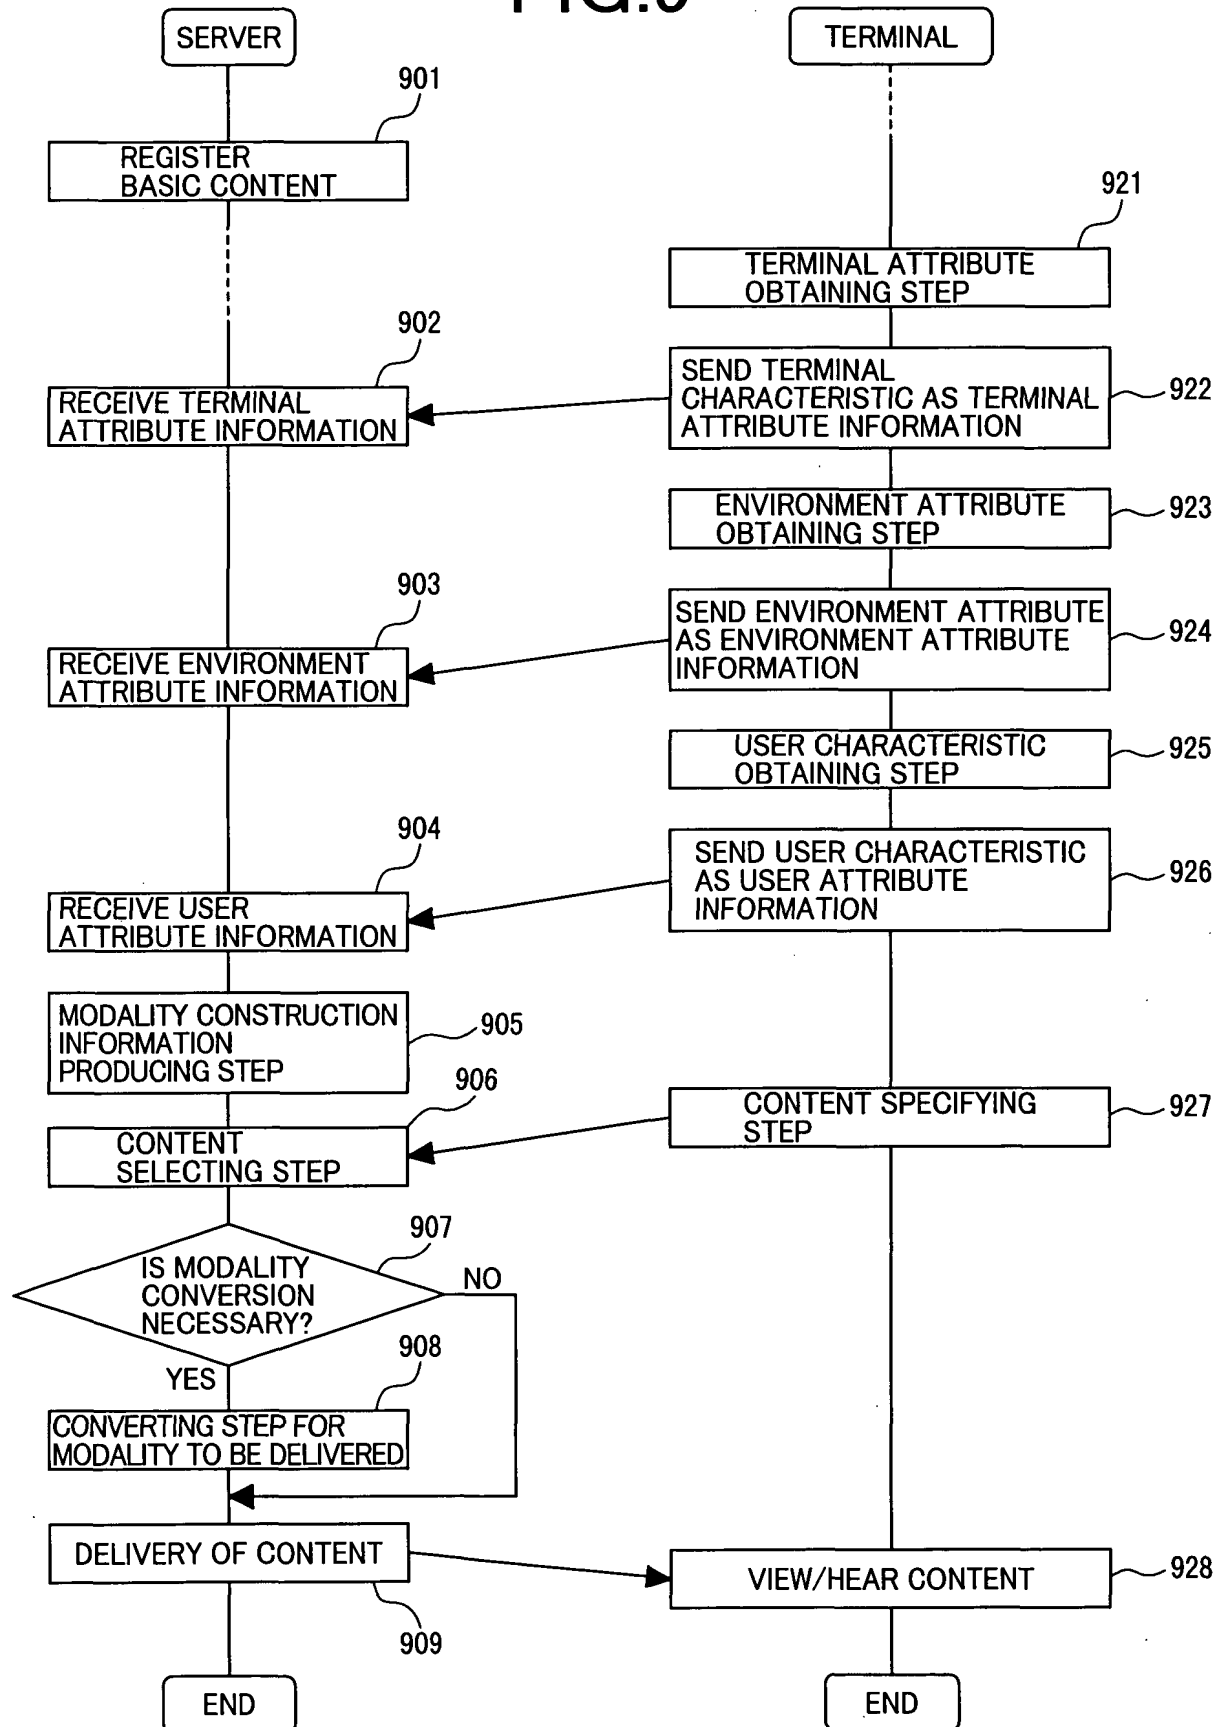 SERVER
TERMINAL
901
REGISTER
BASIC CONTENT
921
TERMINAL ATTRIBUTE
OBTAINING STEP
902
RECEIVE TERMINAL
ATTRIBUTE INFORMATION
SEND TERMINAL
CHARACTERISTIC AS TERMINAL
ATTRIBUTE INFORMATION
922
ENVIRONMENT ATTRIBUTE
OBTAINING STEP
923
903
RECEIVE ENVIRONMENT
ATTRIBUTE INFORMATION
SEND ENVIRONMENT ATTRIBUTE
AS ENVIRONMENT ATTRIBUTE
INFORMATION
924
USER CHARACTERISTIC
OBTAINING STEP
925
904
RECEIVE USER
ATTRIBUTE INFORMATION
SEND USER CHARACTERISTIC
AS USER ATTRIBUTE
INFORMATION
926
MODALITY CONSTRUCTION
INFORMATION
PRODUCING STEP
905
906
CONTENT
SELECTING STEP
CONTENT SPECIFYING
STEP
927
907
IS MODALITY
CONVERSION
NECESSARY?
NO
YES
908
CONVERTING STEP FOR
MODALITY TO BE DELIVERED
DELIVERY OF CONTENT
909
VIEW/HEAR CONTENT
928
END
END